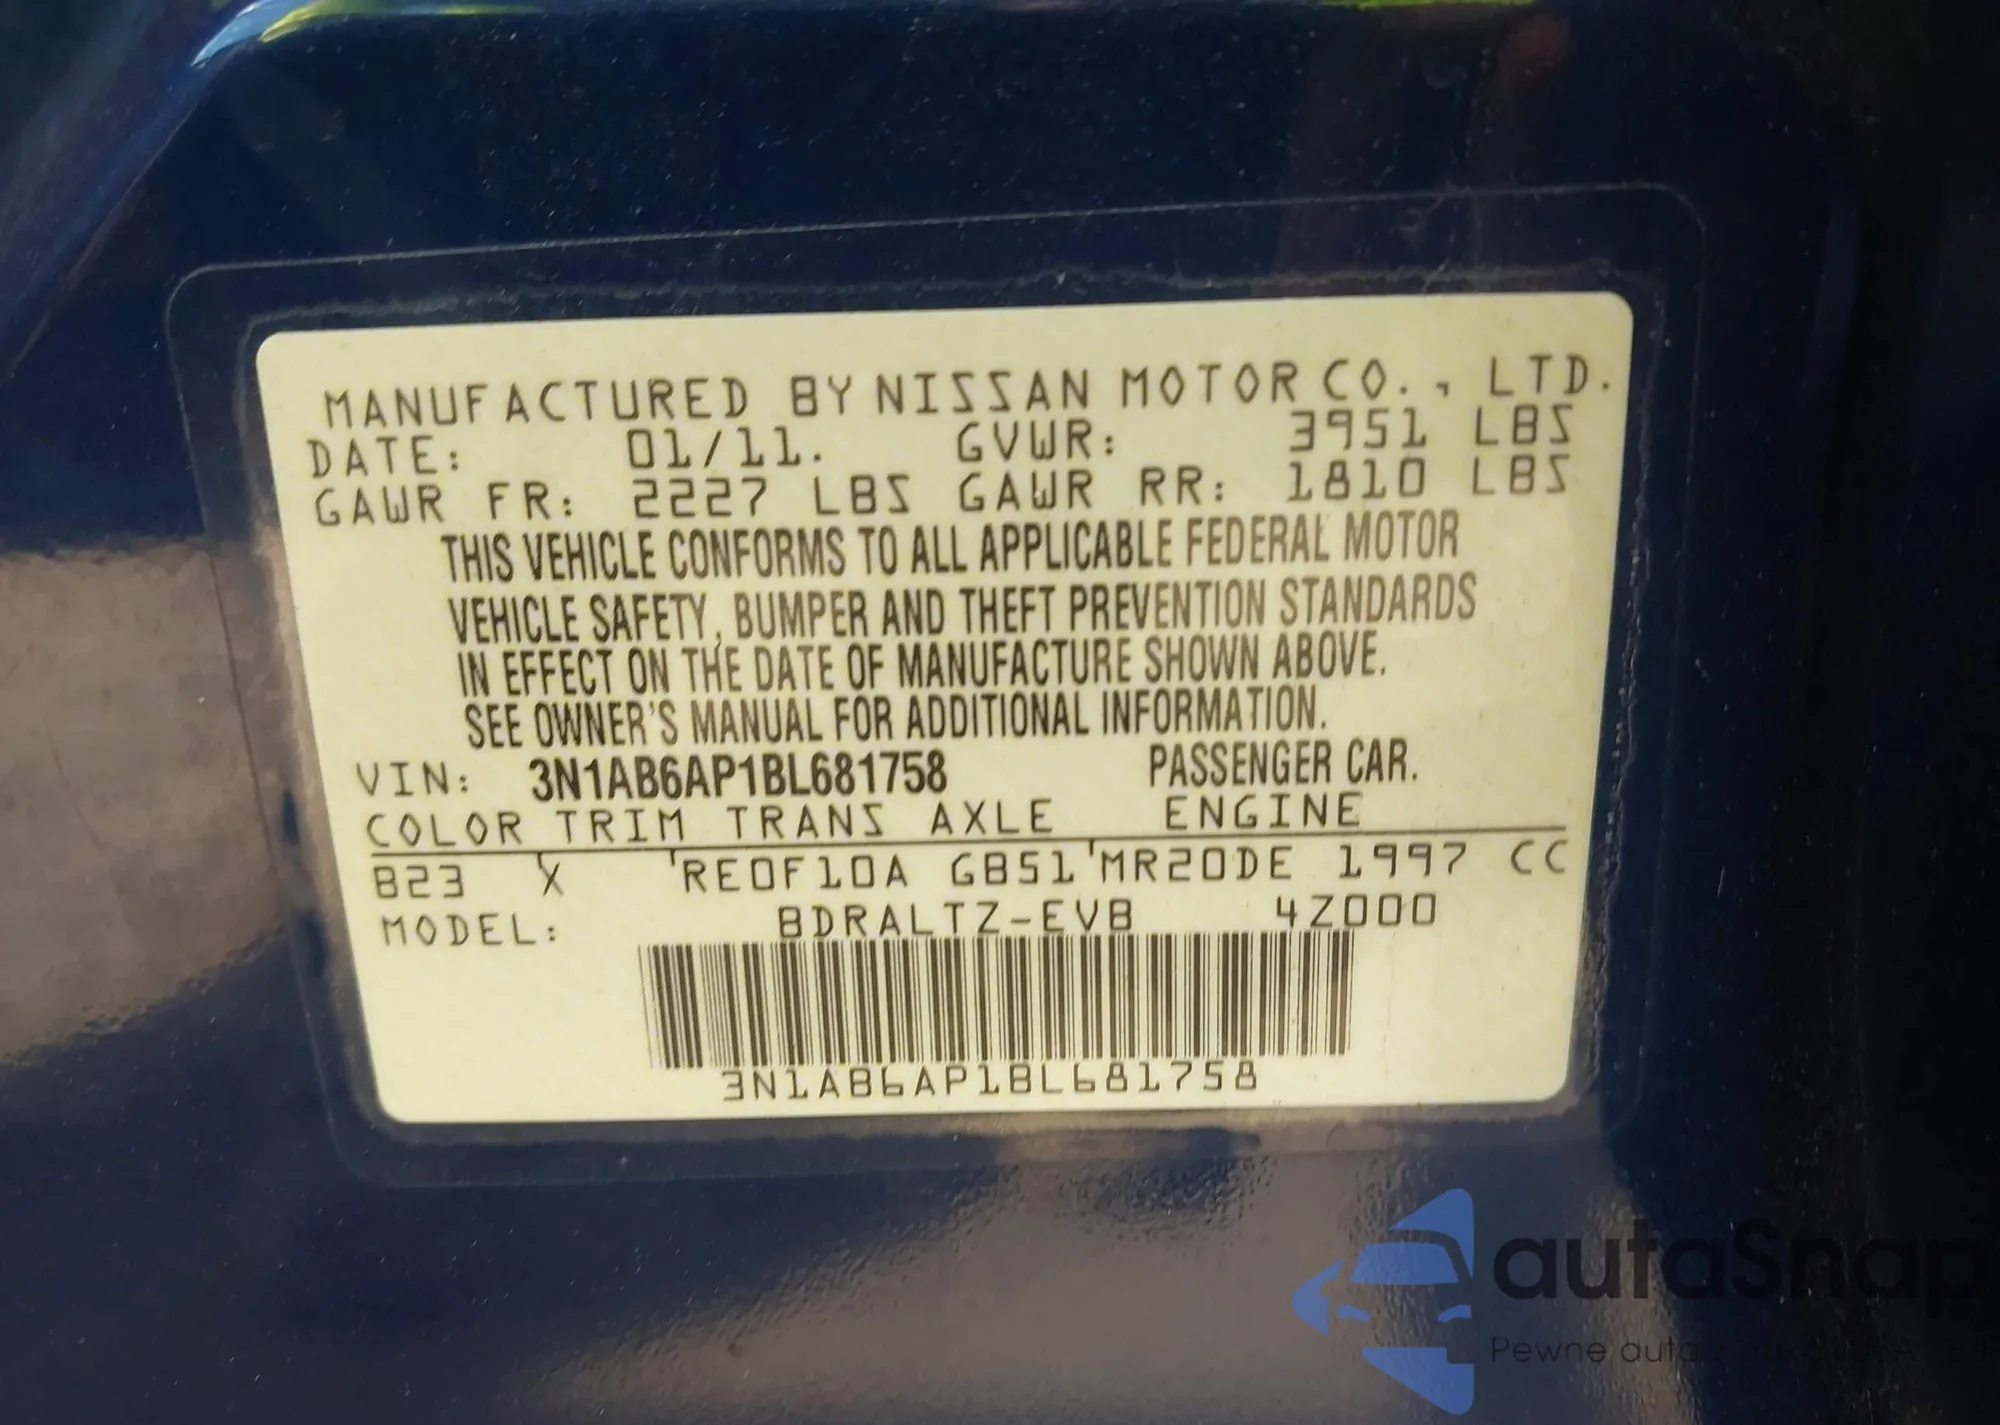 MANUFACTURED BY NISSAN MOTOR CO., LTD.
DATE: 01/11. GVWR: 3951 LBS
GAWR FR: 2227 LBS GAWR RR: 1810 LBS
THIS VEHICLE CONFORMS TO ALL APPLICABLE FEDERAL MOTOR
VEHICLE SAFETY, BUMPER AND THEFT PREVENTION STANDARDS
IN EFFECT ON THE DATE OF MANUFACTURE SHOWN ABOVE.
SEE OWNER'S MANUAL FOR ADDITIONAL INFORMATION.
VIN: 3N1AB6AP1BL681758 PASSENGER CAR.
COLOR TRIM TRANS AXLE ENGINE
B23 X RE0F10A GB51 MR20DE 1997 CC
MODEL: BDRALTZ-EVB 4Z000
3N1AB6AP1BL681758
autaSnap
Pewne auta z